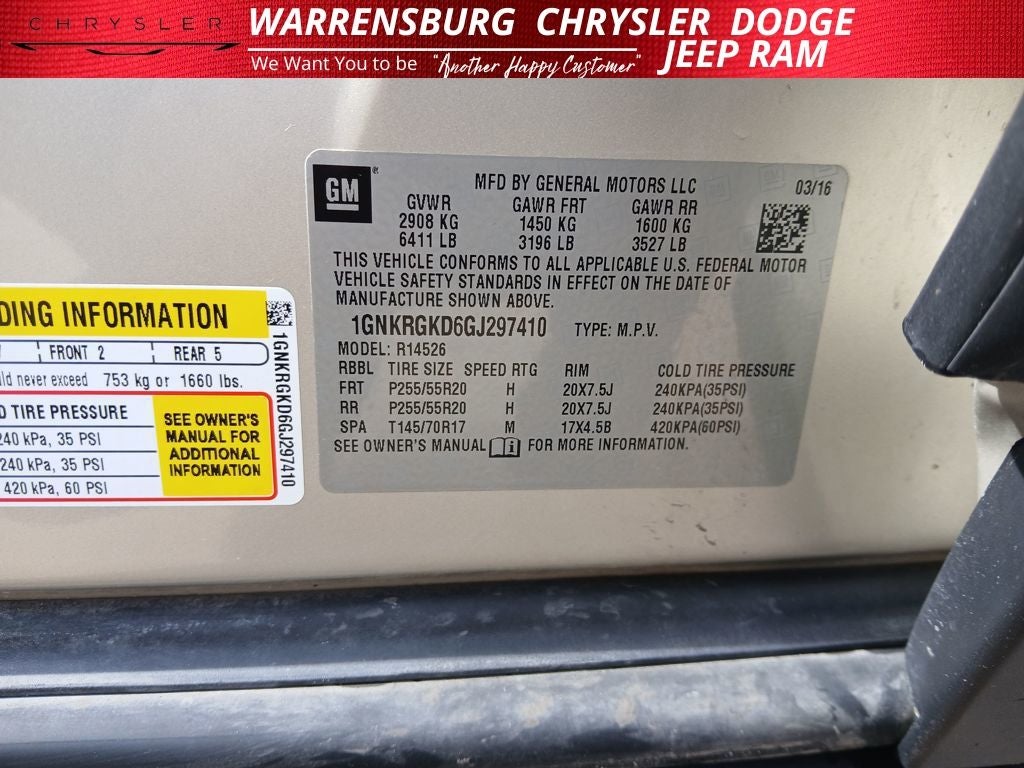 CHRYSLER
WARRENSBURG CHRYSLER DODGE
JEEP RAM
We Want You to be "Another Happy Customer"
GM®
MFD BY GENERAL MOTORS LLC 03/16
GVWR GAWR FRT GAWR RR
2908 KG 1450 KG 1600 KG
6411 LB 3196 LB 3527 LB
THIS VEHICLE CONFORMS TO ALL APPLICABLE U.S. FEDERAL MOTOR
VEHICLE SAFETY STANDARDS IN EFFECT ON THE DATE OF
MANUFACTURE SHOWN ABOVE.
1GNKRGKD6GJ297410 TYPE: M.P.V.
MODEL: R14526
RBBL TIRE SIZE SPEED RTG RIM COLD TIRE PRESSURE
FRT P255/55R20 H 20X7.5J 240KPA(35PSI)
RR P255/55R20 H 20X7.5J 240KPA(35PSI)
SPA T145/70R17 M 17X4.5B 420KPA(60PSI)
SEE OWNER'S MANUAL FOR MORE INFORMATION.
DING INFORMATION
FRONT 2 REAR 5
uld never exceed 753 kg or 1660 lbs.
D TIRE PRESSURE
240 kPa, 35 PSI
240 kPa, 35 PSI
420 kPa, 60 PSI
SEE OWNER'S
MANUAL FOR
ADDITIONAL
INFORMATION
1GNKRGKD6GJ297410